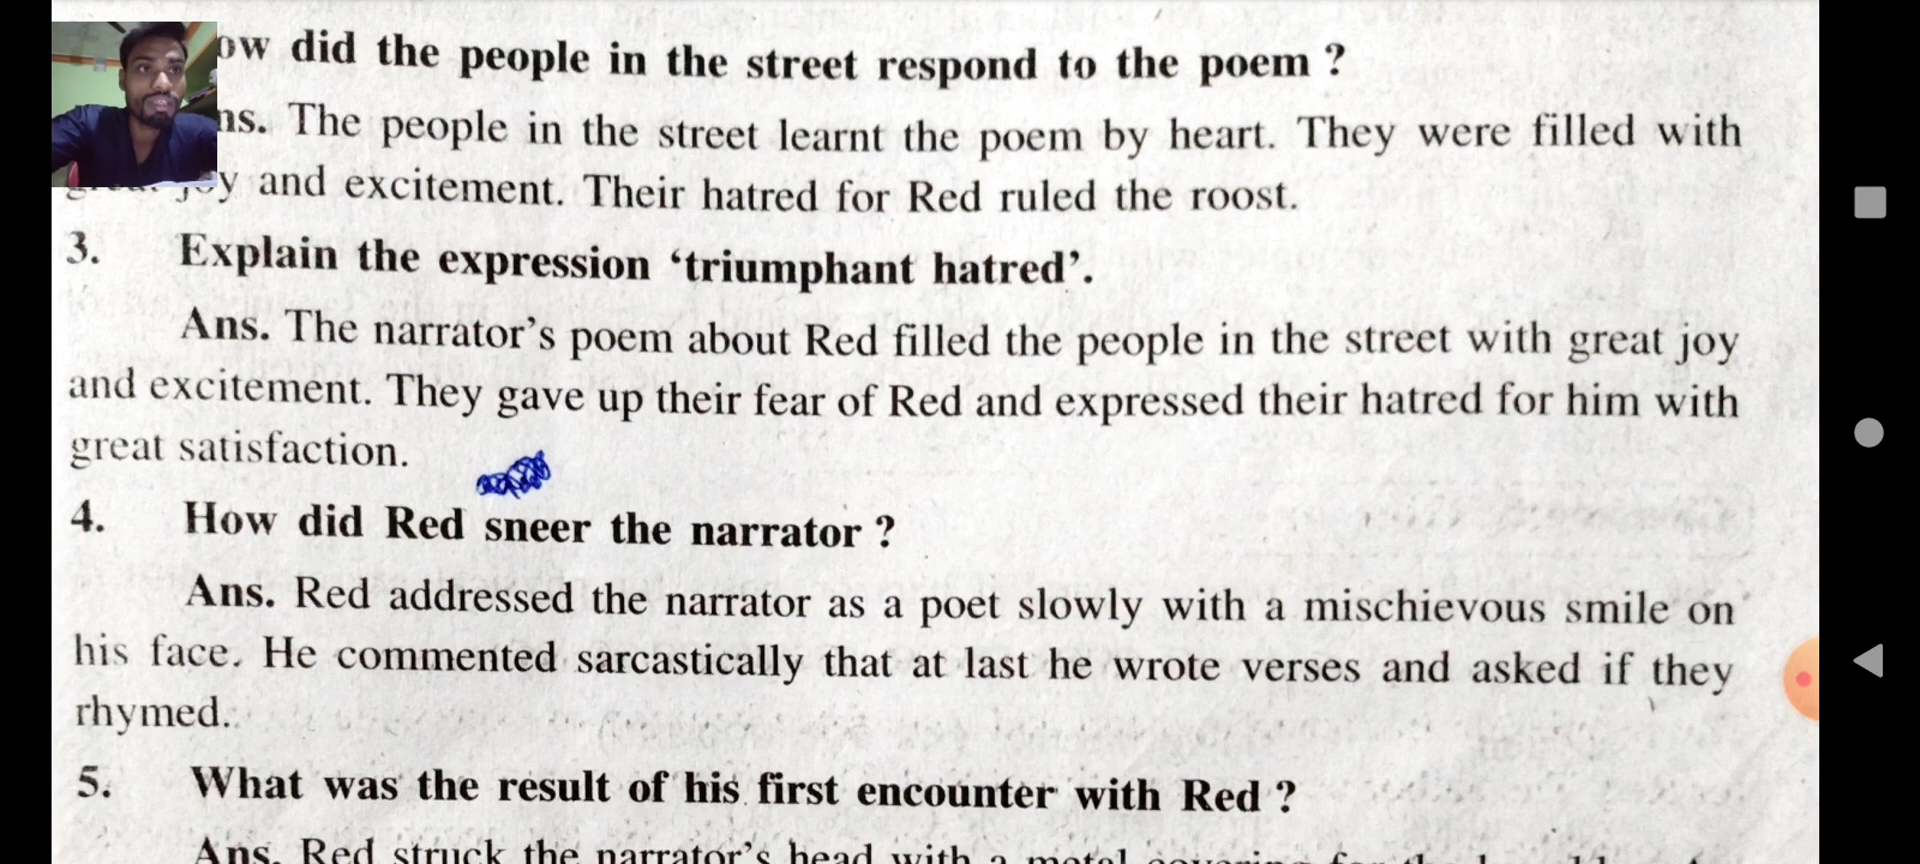 ow did the people in the street respond to the poem ?
ns. The people in the street learnt the poem by heart. They were filled with
joy and excitement. Their hatred for Red ruled the roost.
3. Explain the expression ‘triumphant hatred’.
Ans. The narrator’s poem about Red filled the people in the street with great joy
and excitement. They gave up their fear of Red and expressed their hatred for him with
great satisfaction.
4. How did Red sneer the narrator ?
Ans. Red addressed the narrator as a poet slowly with a mischievous smile on
his face. He commented sarcastically that at last he wrote verses and asked if they
rhymed.
5. What was the result of his first encounter with Red ?
Ans. Red struck the narrator’s head with a metal